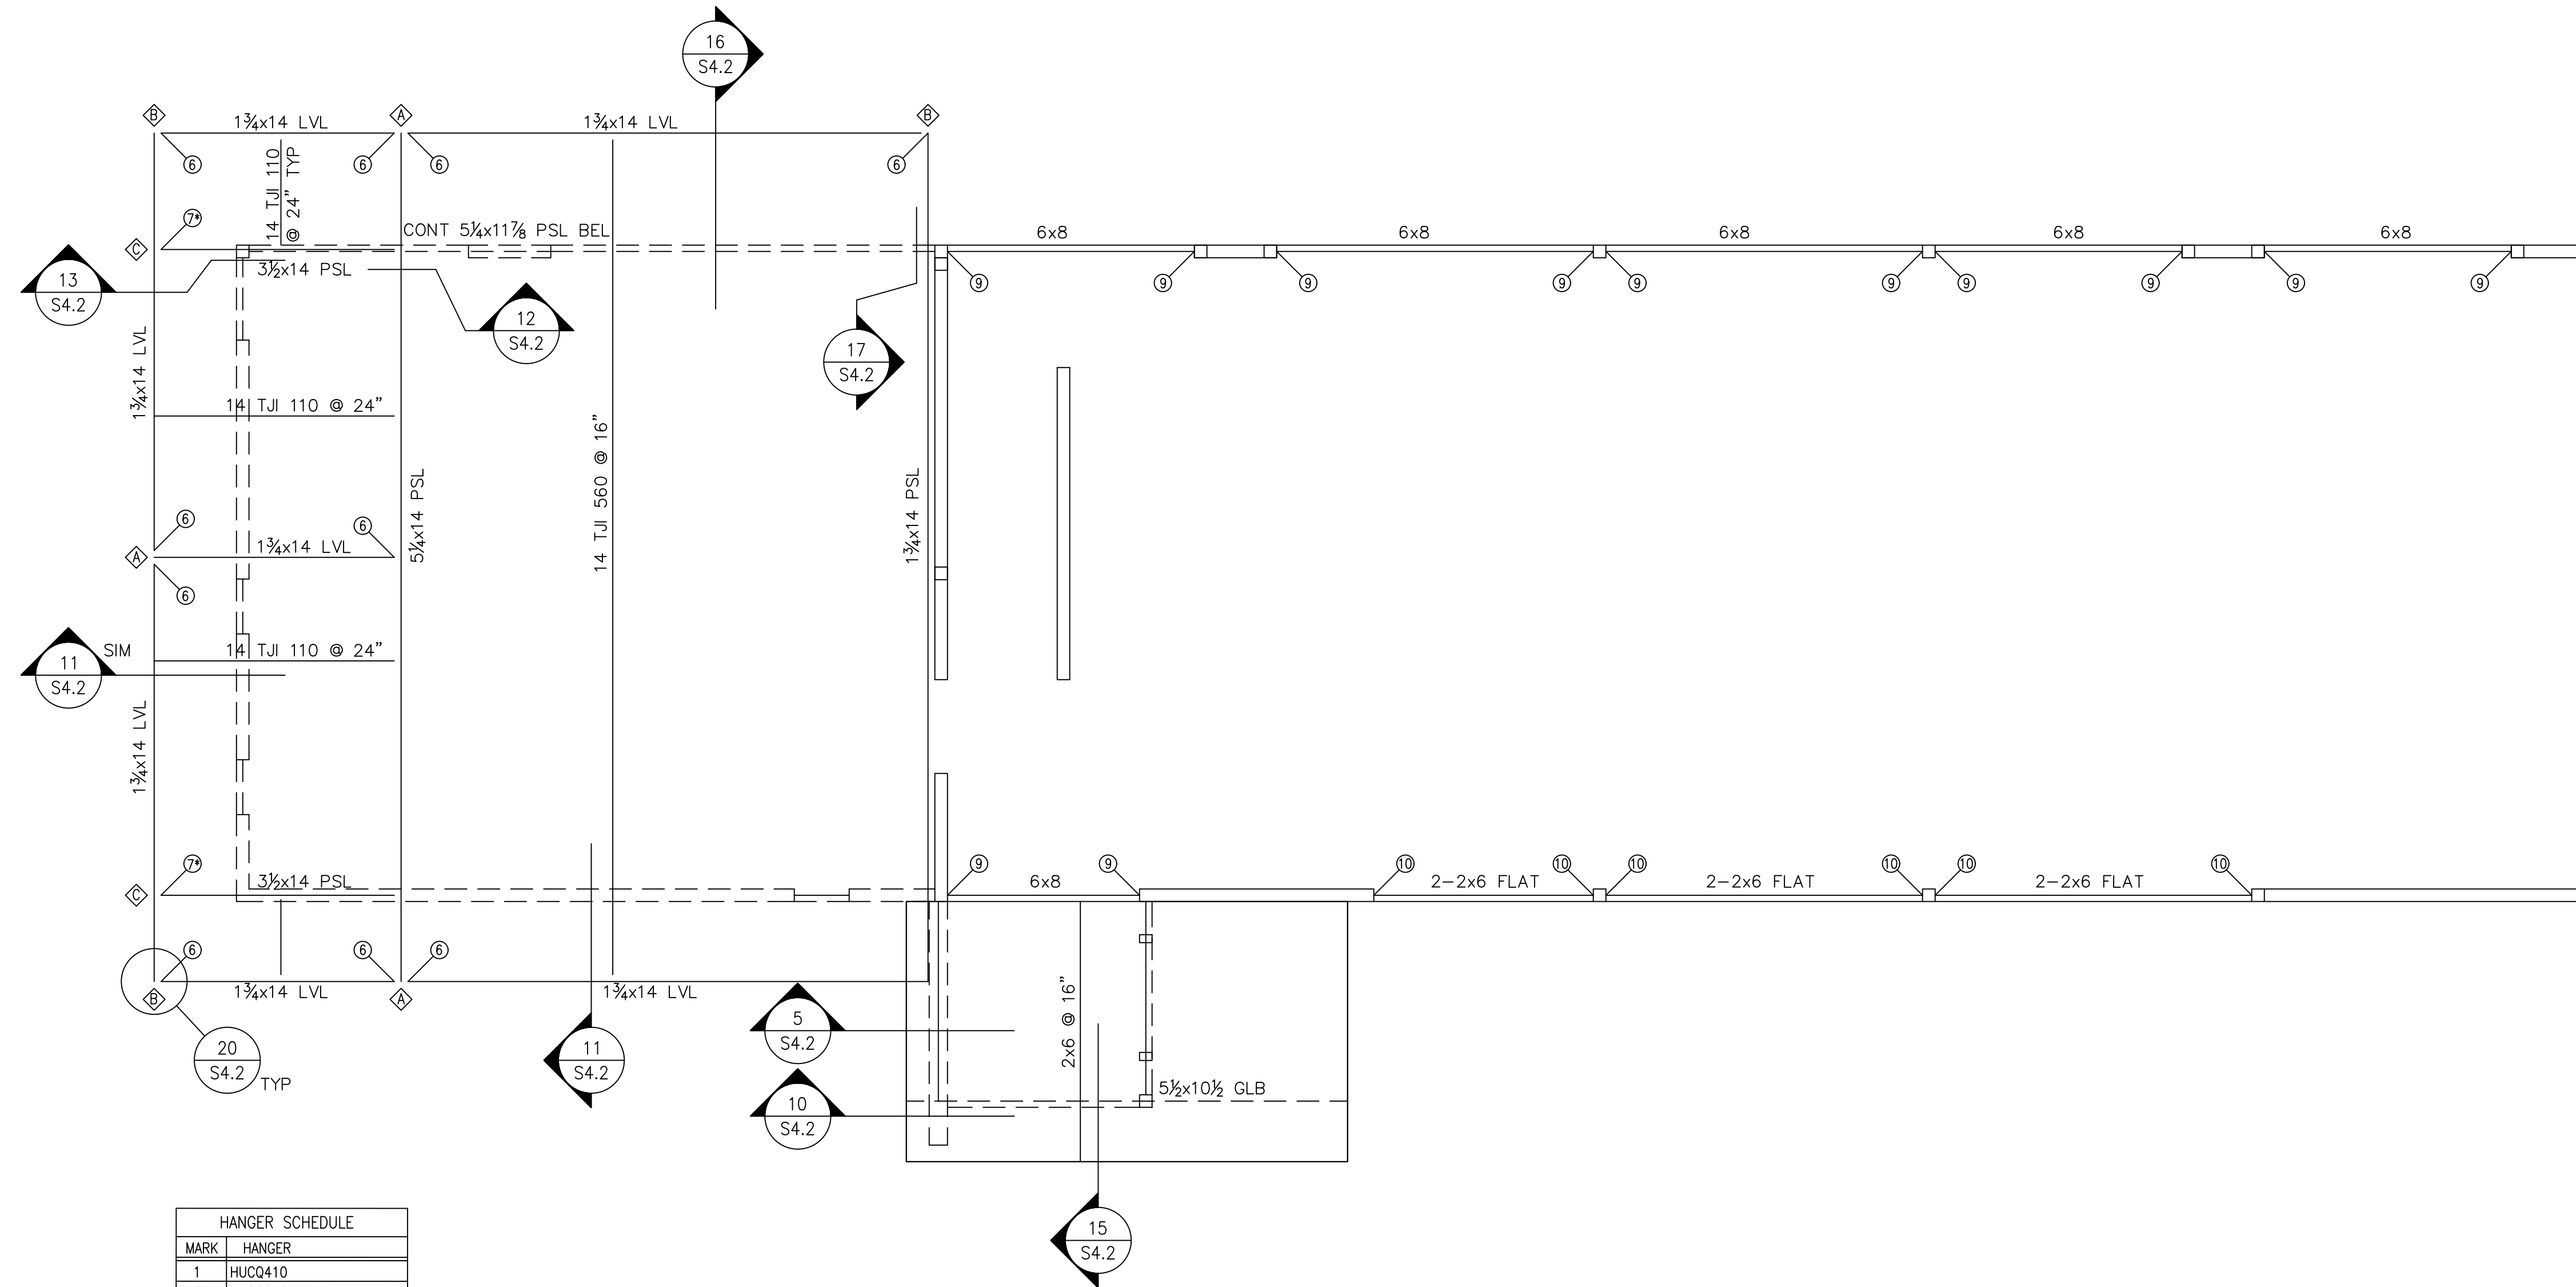 16
S4.2
B
A
B
1¾x14 LVL
1¾x14 LVL
6
6
6
6
14 TJI 110
@ 24" TYP
7*
C
CONT 5¼x11⅞ PSL BEL
6x8
6x8
6x8
6x8
6x8
3½x14 PSL
13
S4.2
9
9
9
9
9
9
9
9
9
9
12
S4.2
17
S4.2
1¾x14 LVL
14 TJI 110 @ 24"
14 TJI 560 @ 16"
5¼x14 PSL
1¾x14 PSL
6
6
A
1¾x14 LVL
6
11
S4.2
SIM
14 TJI 110 @ 24"
1¾x14 LVL
7*
C
3½x14 PSL
9
9
6x8
10
10
10
10
10
10
2-2x6 FLAT
2-2x6 FLAT
2-2x6 FLAT
6
6
6
B
1¾x14 LVL
A
1¾x14 LVL
5
S4.2
2x6 @ 16"
20
S4.2
TYP
11
S4.2
10
S4.2
5½x10½ GLB
15
S4.2
HANGER SCHEDULE
MARK HANGER
1 HUCQ410